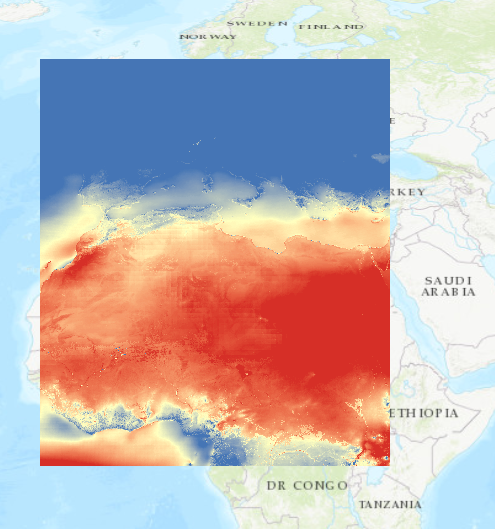 SWEDEN
FINLAND
NORWAY
E
RKEY
SAUDI
ARABIA
ETHIOPIA
DR CONGO
TANZANIA